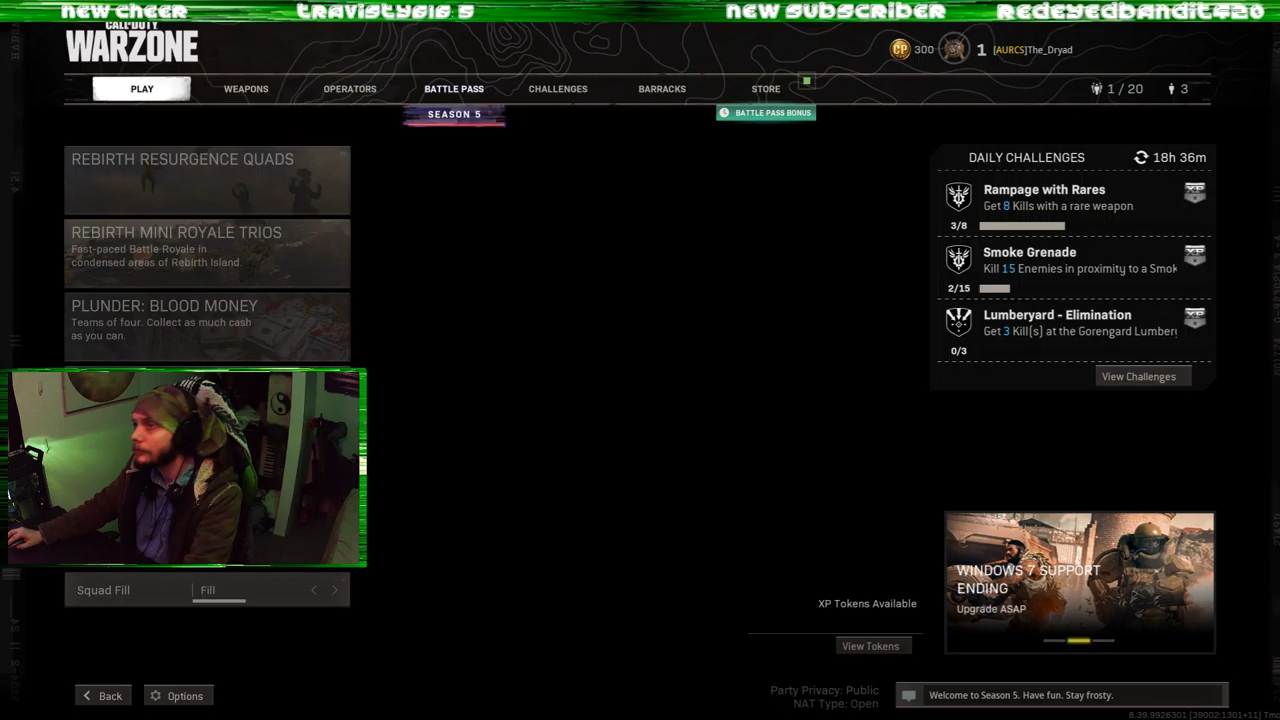 NEW CHEER TRAVISTYGIS 5 NEW SUBSCRIBER REDEYEDBANDIT420
CALL OF DUTY
WARZONE
CP 300 1 [AURCS]The_Dryad
PLAY WEAPONS OPERATORS BATTLE PASS CHALLENGES BARRACKS STORE 1 / 20 3
SEASON 5 BATTLE PASS BONUS
REBIRTH RESURGENCE QUADS
REBIRTH MINI ROYALE TRIOS
Fast-paced Battle Royale in
condensed areas of Rebirth Island.
PLUNDER: BLOOD MONEY
Teams of four. Collect as much cash
as you can.
Squad Fill Fill
Back Options
DAILY CHALLENGES 18h 36m
Rampage with Rares XP
Get 8 Kills with a rare weapon
3/8
Smoke Grenade XP
Kill 15 Enemies in proximity to a Smok
2/15
Lumberyard - Elimination XP
Get 3 Kill(s) at the Gorengard Lumber
0/3
View Challenges
WINDOWS 7 SUPPORT
ENDING
Upgrade ASAP
XP Tokens Available
View Tokens
Party Privacy: Public
NAT Type: Open
Welcome to Season 5. Have fun. Stay frosty.